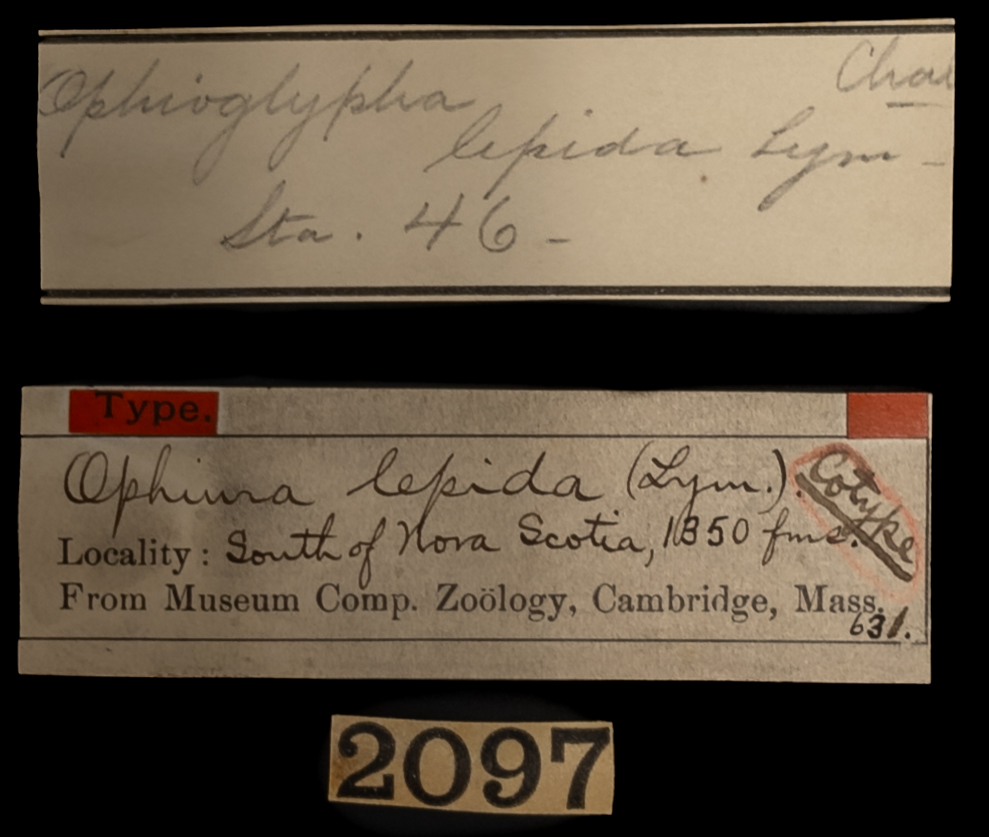 Ophioglypha Chal
lepida. Lym -
Sta. 46 -
Type.
Ophiura lepida (Lym.). Cotype
Locality: South of Nova Scotia, 1350 fms.
From Museum Comp. Zoölogy, Cambridge, Mass.
631.
2097